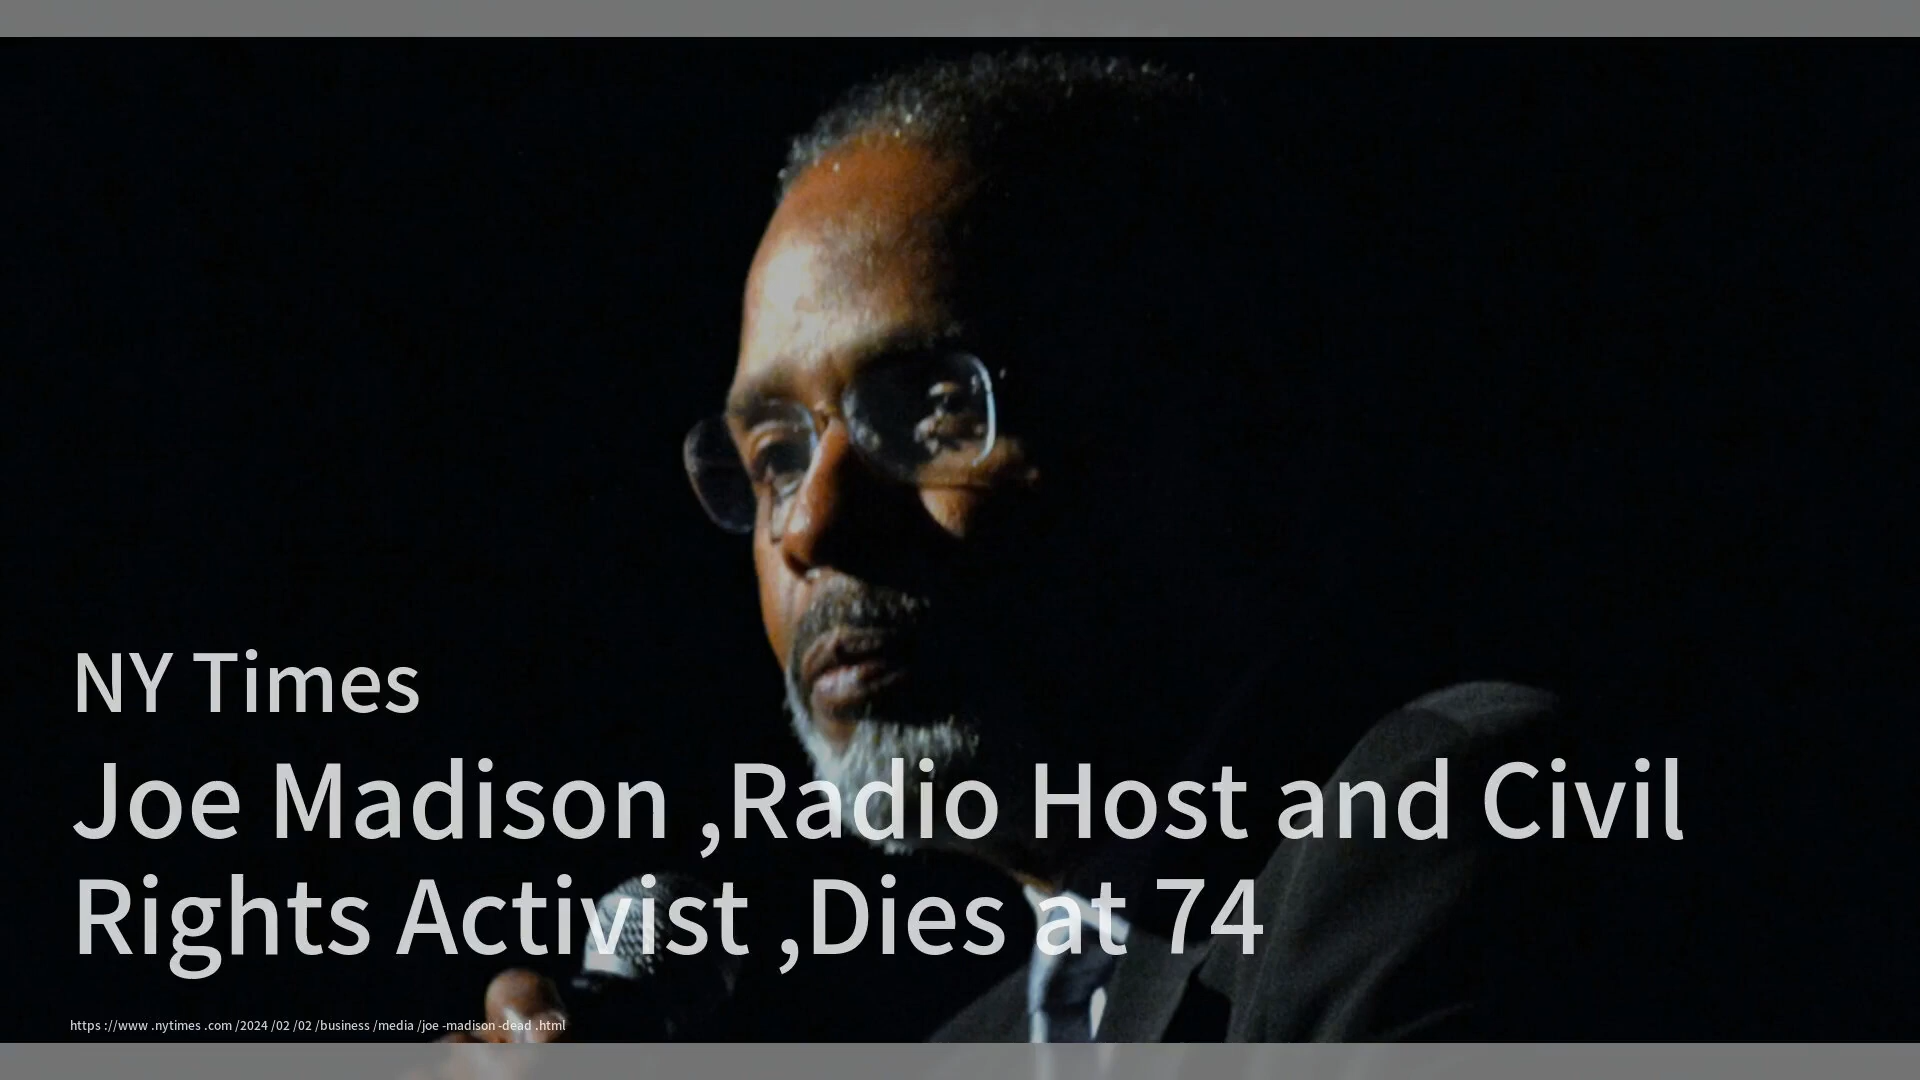 NY Times
Joe Madison ,Radio Host and Civil
Rights Activist ,Dies at 74
https ://www .nytimes .com /2024 /02 /02 /business /media /joe -madison -dead .html